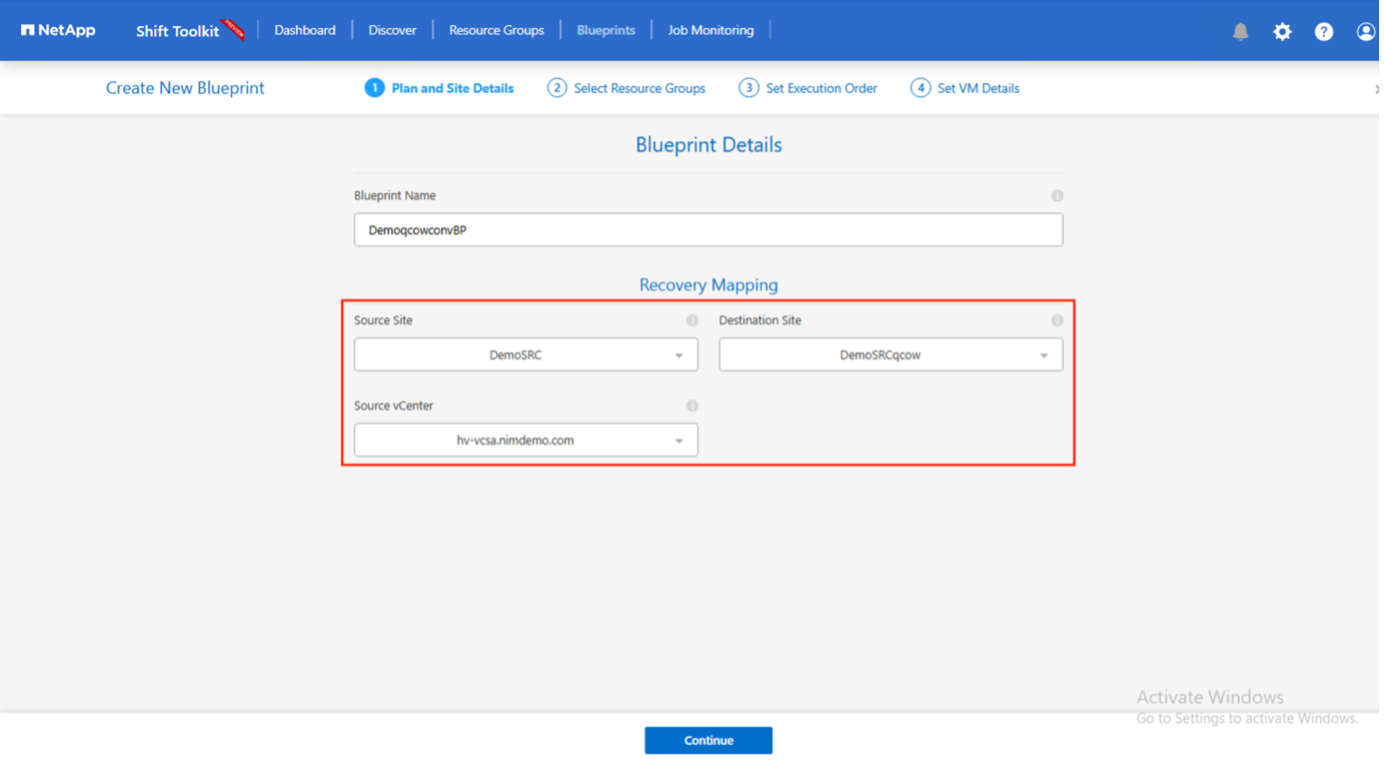 NetApp Shift Toolkit PREVIEW Dashboard Discover Resource Groups Blueprints Job Monitoring ?
Create New Blueprint 1 Plan and Site Details 2 Select Resource Groups 3 Set Execution Order 4 Set VM Details
Blueprint Details
Blueprint Name
DemoqcowconvBP
Recovery Mapping
Source Site Destination Site
DemoSRC DemoSRCqcow
Source vCenter
hv-vcsa.nimdemo.com
Activate Windows
Go to Settings to activate Windows.
Continue